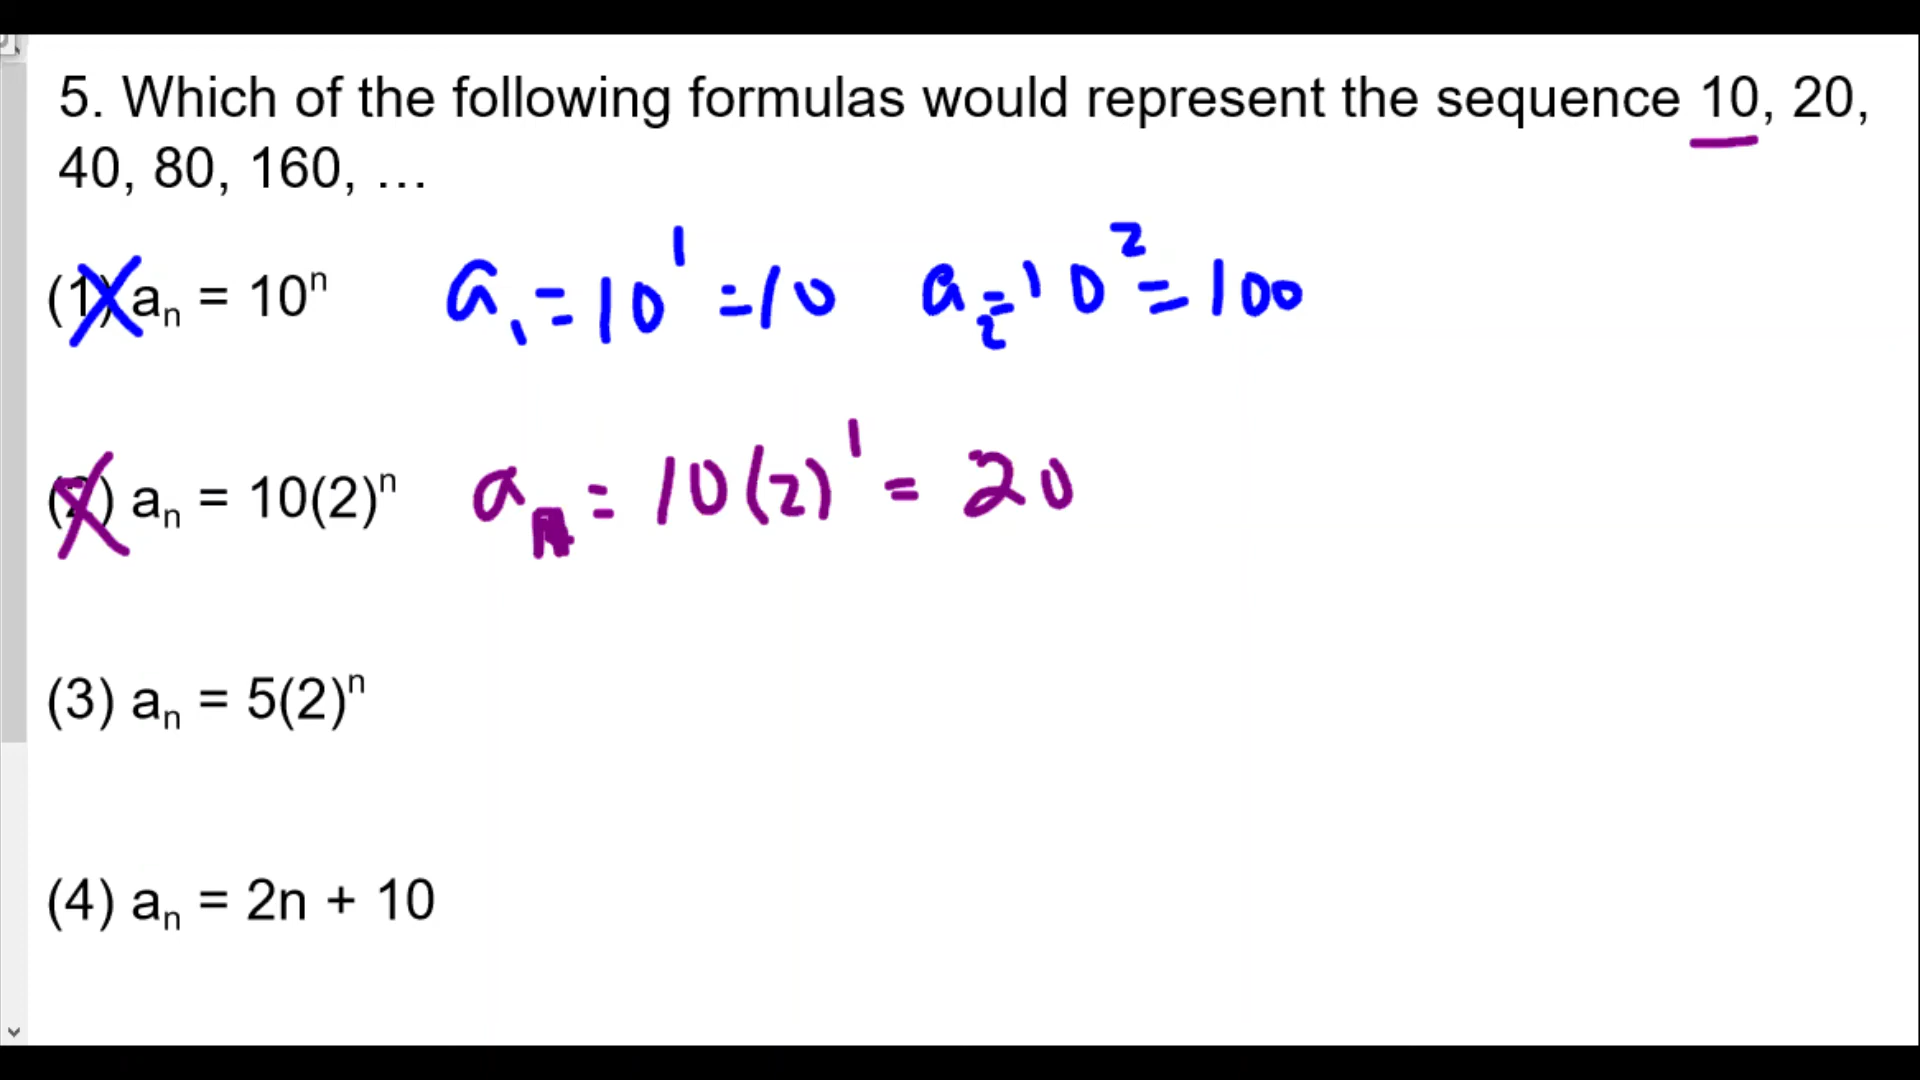 5. Which of the following formulas would represent the sequence 10, 20,
40, 80, 160, …
(1) aₙ = 10ⁿ a₁ = 10¹ = 10 a₂ = 10² = 100
(2) aₙ = 10(2)ⁿ aₙ = 10(2)¹ = 20
(3) aₙ = 5(2)ⁿ
(4) aₙ = 2n + 10